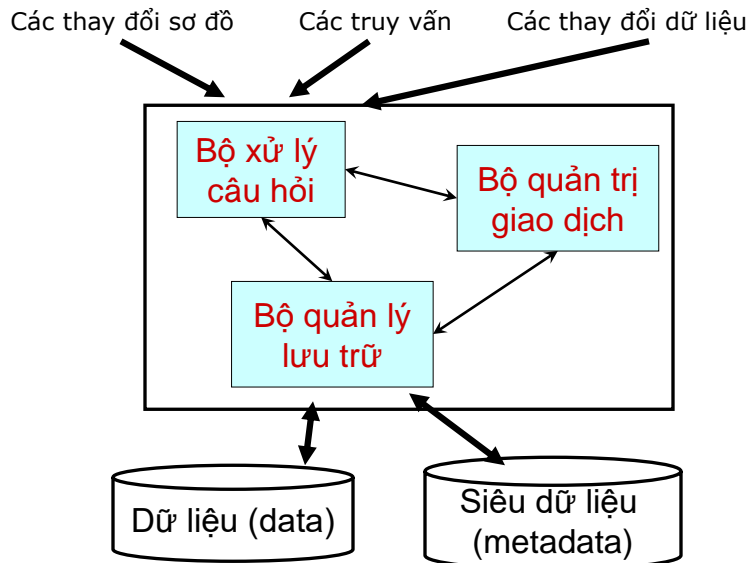 Các thay đổi sơ đồ
Các truy vấn
Các thay đổi dữ liệu
Bộ xử lý
câu hỏi
Bộ quản trị
giao dịch
Bộ quản lý
lưu trữ
Dữ liệu (data)
Siêu dữ liệu
(metadata)